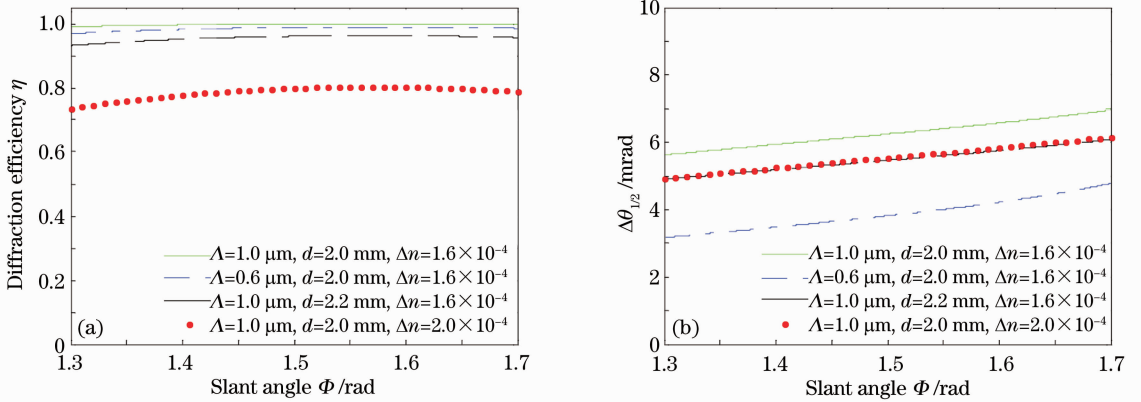 Diffraction efficiency η
1.0
0.8
0.6
0.4
0.2
0
1.3 1.4 1.5 1.6 1.7
Slant angle Φ/rad
Λ=1.0 μm, d=2.0 mm, Δn=1.6×10⁻⁴
Λ=0.6 μm, d=2.0 mm, Δn=1.6×10⁻⁴
Λ=1.0 μm, d=2.2 mm, Δn=1.6×10⁻⁴
Λ=1.0 μm, d=2.0 mm, Δn=2.0×10⁻⁴
(a)
Δθ₁/₂/mrad
10
8
6
4
2
0
1.3 1.4 1.5 1.6 1.7
Slant angle Φ/rad
Λ=1.0 μm, d=2.0 mm, Δn=1.6×10⁻⁴
Λ=0.6 μm, d=2.0 mm, Δn=1.6×10⁻⁴
Λ=1.0 μm, d=2.2 mm, Δn=1.6×10⁻⁴
Λ=1.0 μm, d=2.0 mm, Δn=2.0×10⁻⁴
(b)